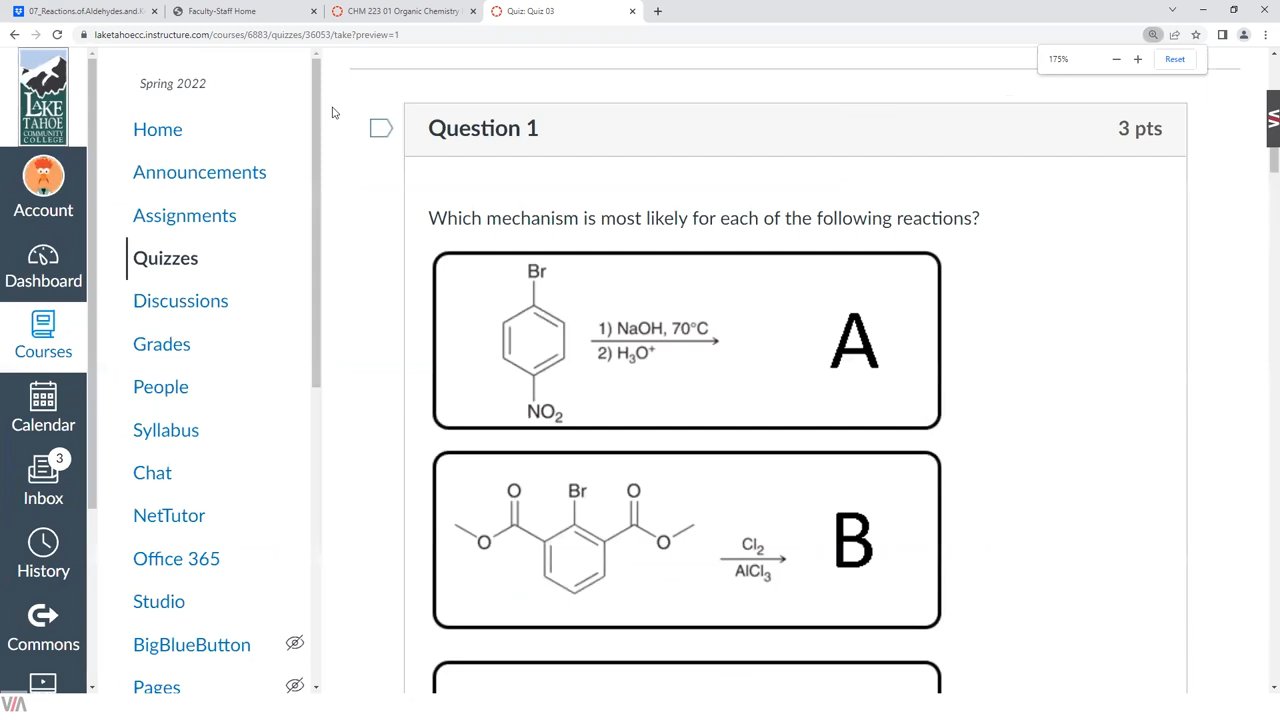 07_Reactions.of.Aldehydes.and.K
Faculty-Staff Home
CHM 223 01 Organic Chemistry
Quiz: Quiz 03
laketahoecc.instructure.com/courses/6883/quizzes/36053/take?preview=1
175%
Reset
LAKE
TAHOE
COMMUNITY
COLLEGE
Account
Dashboard
Courses
Calendar
3
Inbox
History
Commons
Spring 2022
Home
Announcements
Assignments
Quizzes
Discussions
Grades
People
Syllabus
Chat
NetTutor
Office 365
Studio
BigBlueButton
Pages
Question 1
3 pts
Which mechanism is most likely for each of the following reactions?
Br
1) NaOH, 70°C
2) H₃O⁺
NO₂
A
O
Br
O
O
O
Cl₂
AlCl₃
B
VIA